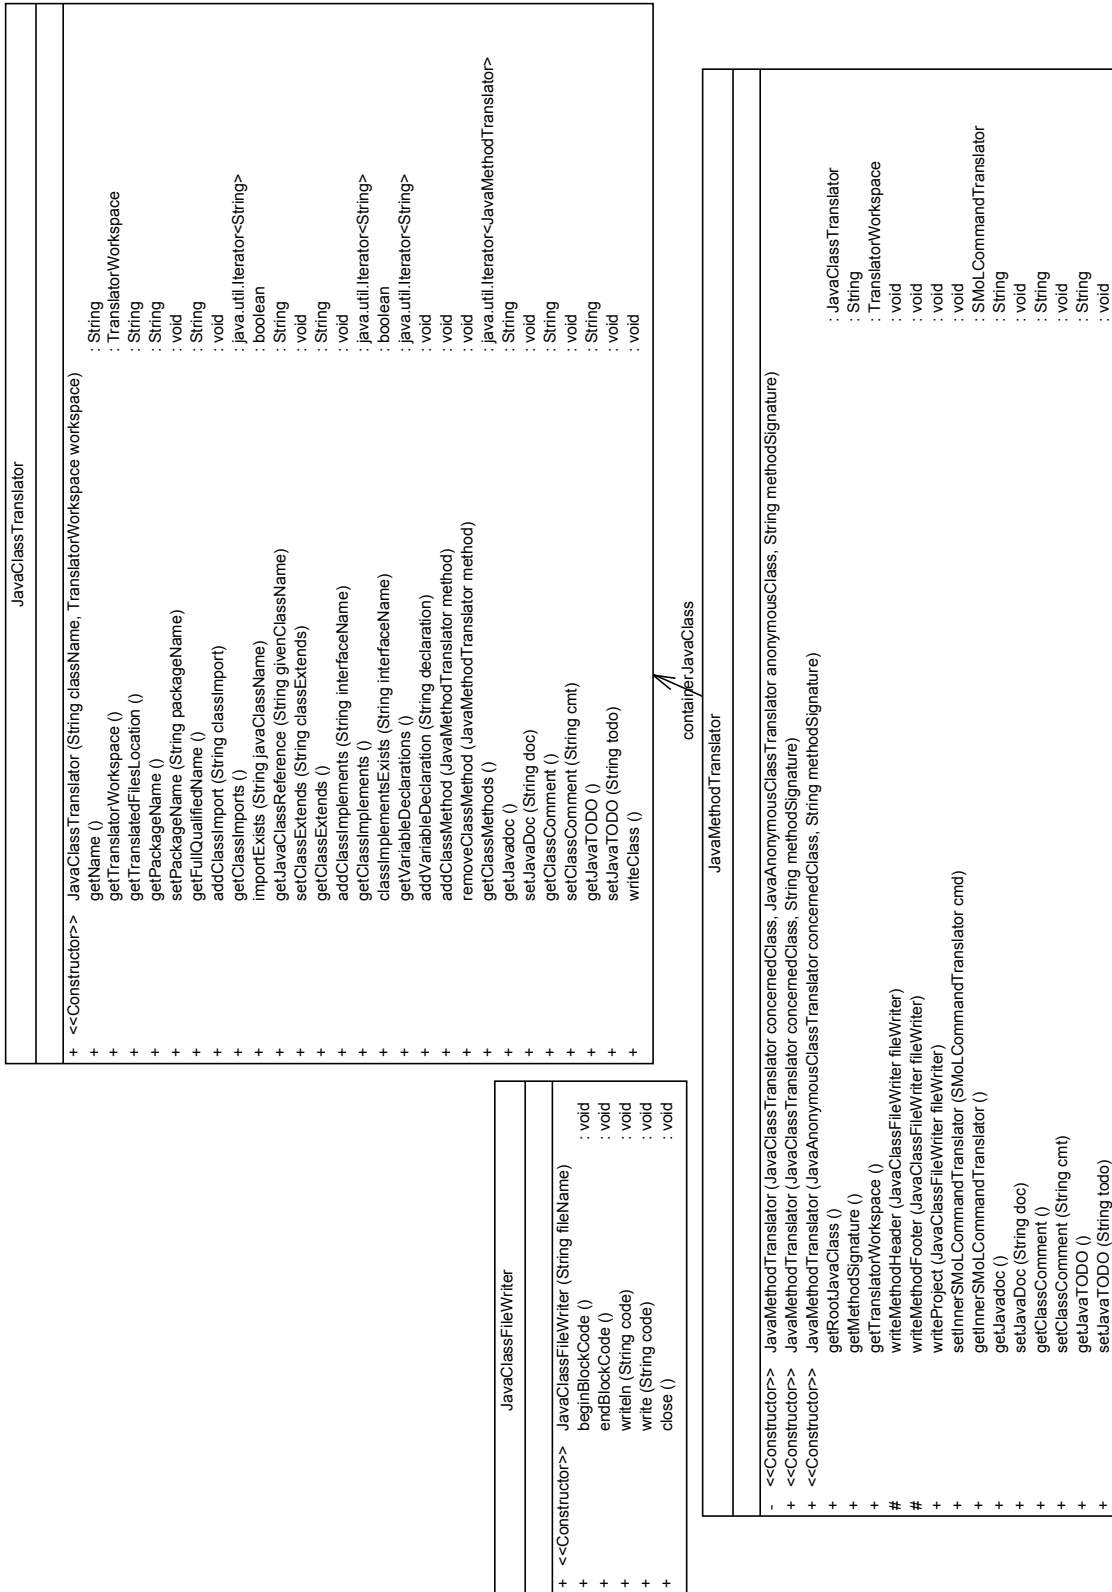 JavaClassTranslator
+ <<Constructor>> JavaClassTranslator (String className, TranslatorWorkspace workspace)
+ getName () : String
+ getTranslatorWorkspace () : TranslatorWorkspace
+ getTranslatedFilesLocation () : String
+ getPackageName () : String
+ setPackageName (String packageName) : void
+ getFullQualifiedName () : String
+ addClassImport (String classImport) : void
+ getClassImports () : java.util.Iterator<String>
+ importExists (String javaClassName) : boolean
+ getJavaClassReference (String givenClassName) : String
+ setClassExtends (String classExtends) : void
+ getClassExtends () : String
+ addClassImplements (String interfaceName) : void
+ getClassImplements () : java.util.Iterator<String>
+ classImplementsExists (String interfaceName) : boolean
+ getVariableDeclarations () : java.util.Iterator<String>
+ addVariableDeclaration (String declaration) : void
+ addClassMethod (JavaMethodTranslator method) : void
+ removeClassMethod (JavaMethodTranslator method) : void
+ getClassMethods () : java.util.Iterator<JavaMethodTranslator>
+ getJavadoc () : String
+ setJavaDoc (String doc) : void
+ getClassComment () : String
+ setClassComment (String cmt) : void
+ getJavaTODO () : String
+ setJavaTODO (String todo) : void
+ writeClass () : void
JavaClassFileWriter
+ <<Constructor>> JavaClassFileWriter (String fileName)
+ beginBlockCode () : void
+ endBlockCode () : void
+ writeln (String code) : void
+ write (String code) : void
+ close () : void
containerJavaClass
JavaMethodTranslator
- <<Constructor>> JavaMethodTranslator (JavaClassTranslator concernedClass, JavaAnonymousClassTranslator anonymousClass, String methodSignature)
+ <<Constructor>> JavaMethodTranslator (JavaClassTranslator concernedClass, String methodSignature)
+ <<Constructor>> JavaMethodTranslator (JavaAnonymousClassTranslator concernedClass, String methodSignature)
+ getRootJavaClass () : JavaClassTranslator
+ getMethodSignature () : String
+ getTranslatorWorkspace () : TranslatorWorkspace
# writeMethodHeader (JavaClassFileWriter fileWriter) : void
# writeMethodFooter (JavaClassFileWriter fileWriter) : void
+ writeProject (JavaClassFileWriter fileWriter) : void
+ setInnerSMoLCommandTranslator (SMoLCommandTranslator cmd) : void
+ getInnerSMoLCommandTranslator () : SMoLCommandTranslator
+ getJavadoc () : String
+ setJavaDoc (String doc) : void
+ getClassComment () : String
+ setClassComment (String cmt) : void
+ getJavaTODO () : String
+ setJavaTODO (String todo) : void